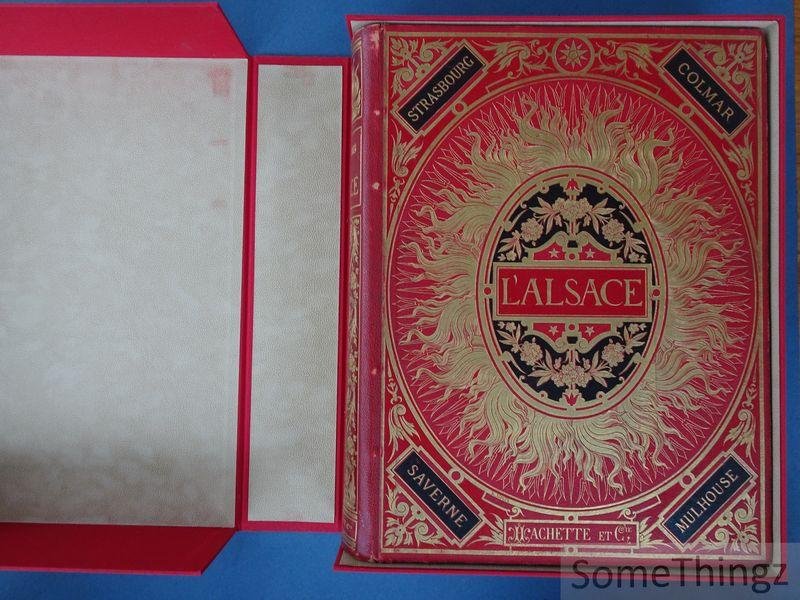 STRASBOURG
COLMAR
L'ALSACE
SAVERNE
MULHOUSE
HACHETTE ET Cie
SomeThingz